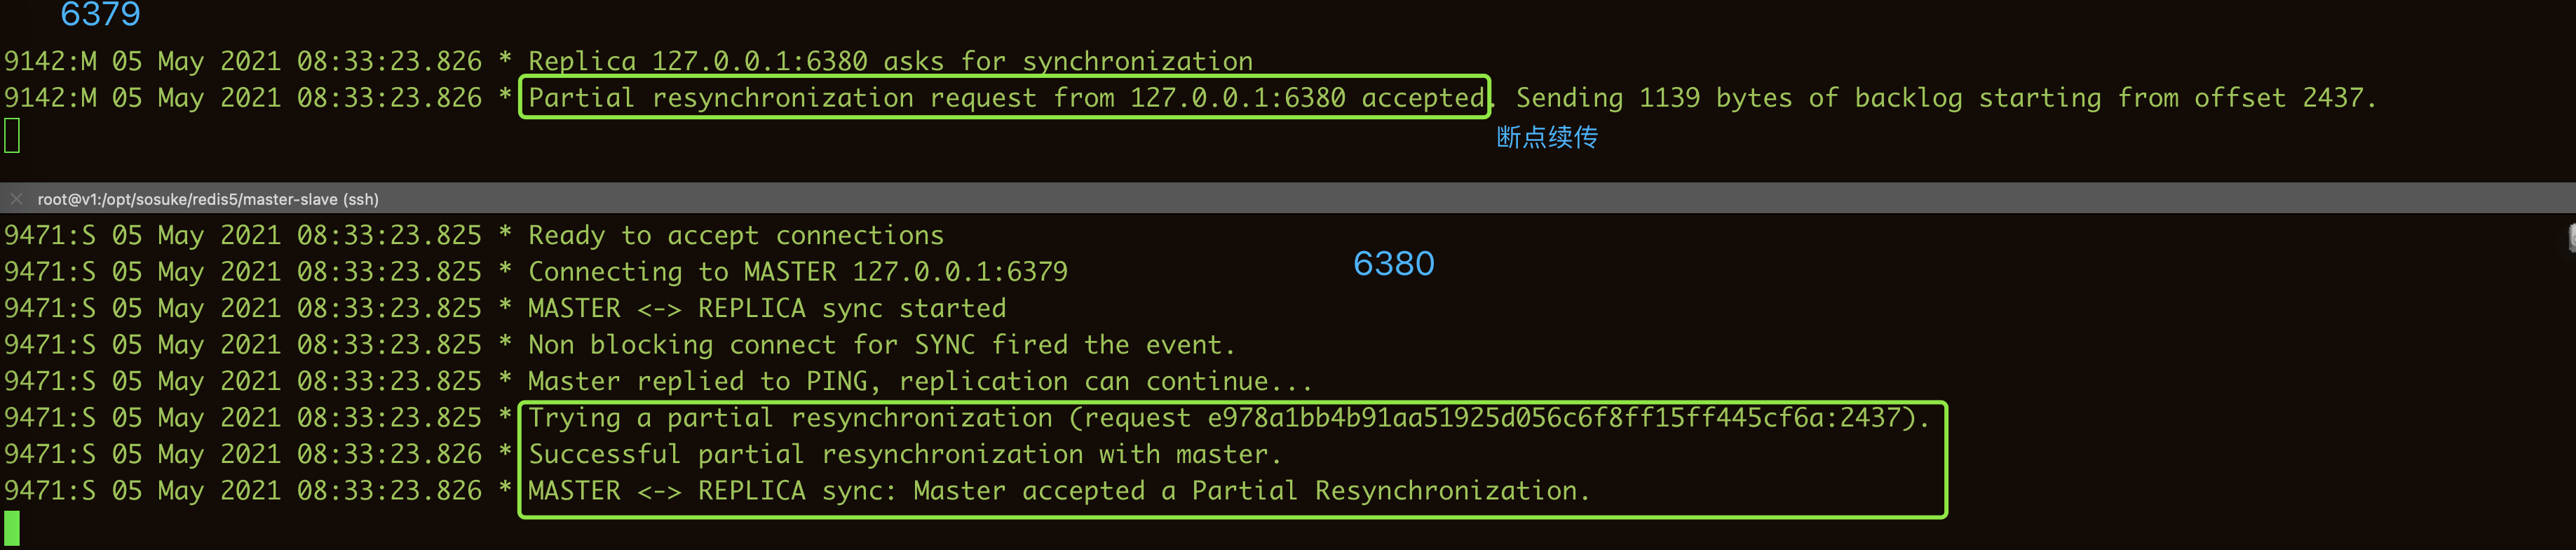 6379
9142:M 05 May 2021 08:33:23.826 * Replica 127.0.0.1:6380 asks for synchronization
9142:M 05 May 2021 08:33:23.826 * Partial resynchronization request from 127.0.0.1:6380 accepted. Sending 1139 bytes of backlog starting from offset 2437.
断点续传
root@v1:/opt/sosuke/redis5/master-slave (ssh)
9471:S 05 May 2021 08:33:23.825 * Ready to accept connections
6380
9471:S 05 May 2021 08:33:23.825 * Connecting to MASTER 127.0.0.1:6379
9471:S 05 May 2021 08:33:23.825 * MASTER <-> REPLICA sync started
9471:S 05 May 2021 08:33:23.825 * Non blocking connect for SYNC fired the event.
9471:S 05 May 2021 08:33:23.825 * Master replied to PING, replication can continue...
9471:S 05 May 2021 08:33:23.825 * Trying a partial resynchronization (request e978a1bb4b91aa51925d056c6f8ff15ff445cf6a:2437).
9471:S 05 May 2021 08:33:23.826 * Successful partial resynchronization with master.
9471:S 05 May 2021 08:33:23.826 * MASTER <-> REPLICA sync: Master accepted a Partial Resynchronization.